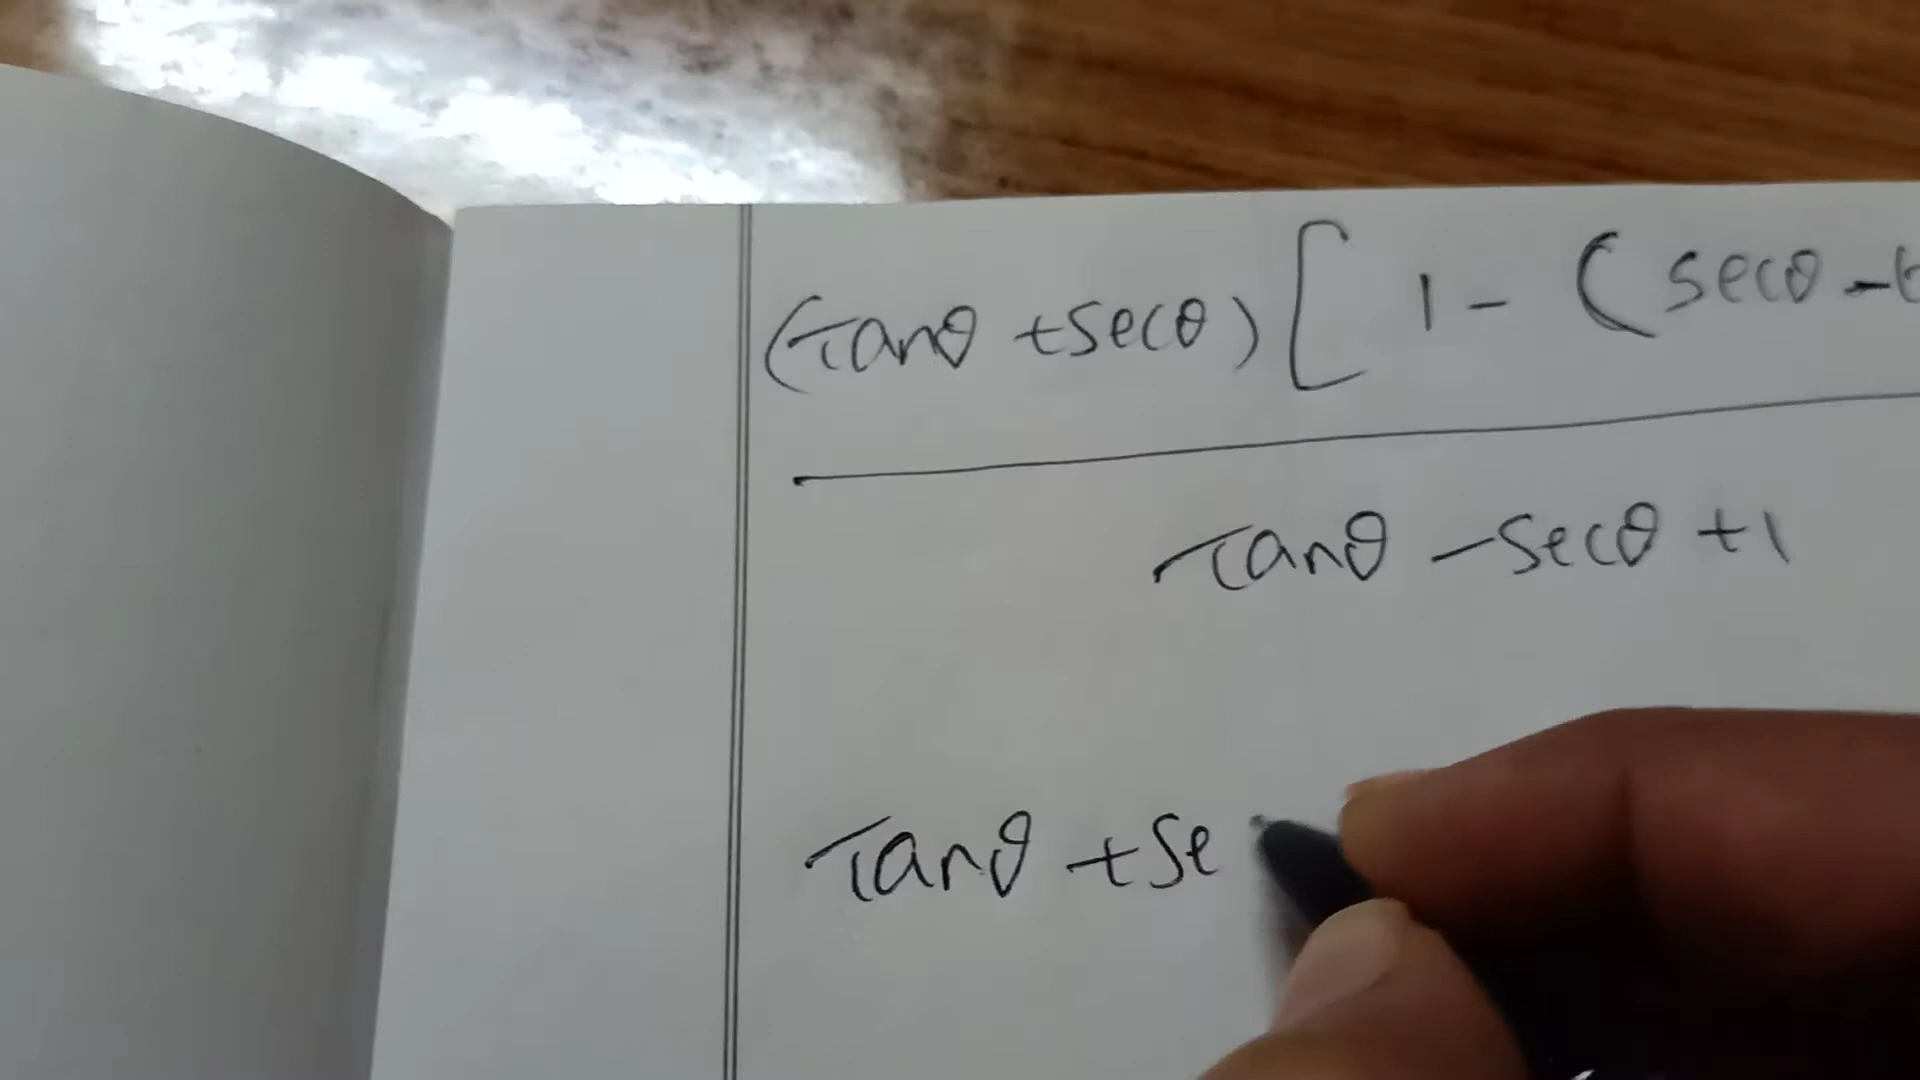 (Tanθ + secθ) [ 1 - ( secθ - t
Tanθ - secθ + 1
Tanθ + se